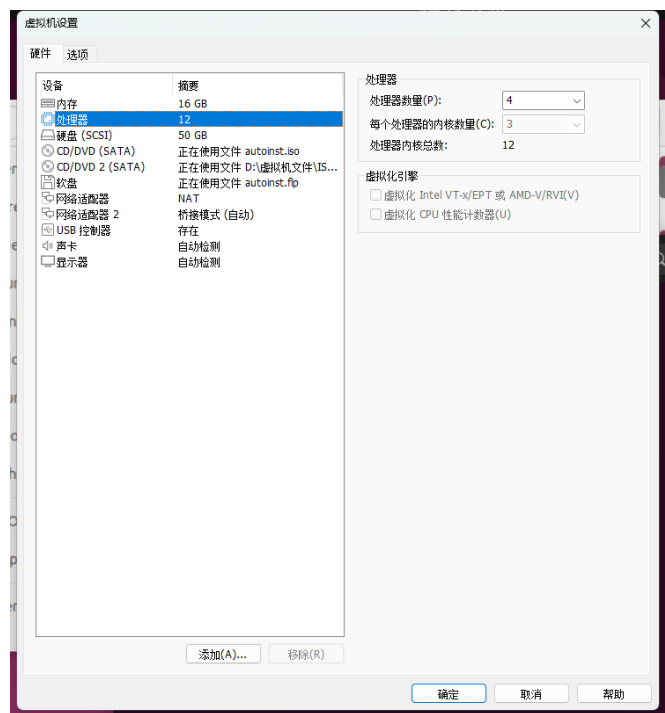 虚拟机设置
硬件 选项
设备 摘要
内存 16 GB
处理器 12
硬盘 (SCSI) 50 GB
CD/DVD (SATA) 正在使用文件 autoinst.iso
CD/DVD 2 (SATA) 正在使用文件 D:\虚拟机文件\IS...
软盘 正在使用文件 autoinst.flp
网络适配器 NAT
网络适配器 2 桥接模式 (自动)
USB 控制器 存在
声卡 自动检测
显示器 自动检测
添加(A)... 移除(R)
处理器
处理器数量(P): 4
每个处理器的内核数量(C): 3
处理器内核总数: 12
虚拟化引擎
虚拟化 Intel VT-x/EPT 或 AMD-V/RVI(V)
虚拟化 CPU 性能计数器(U)
确定 取消 帮助